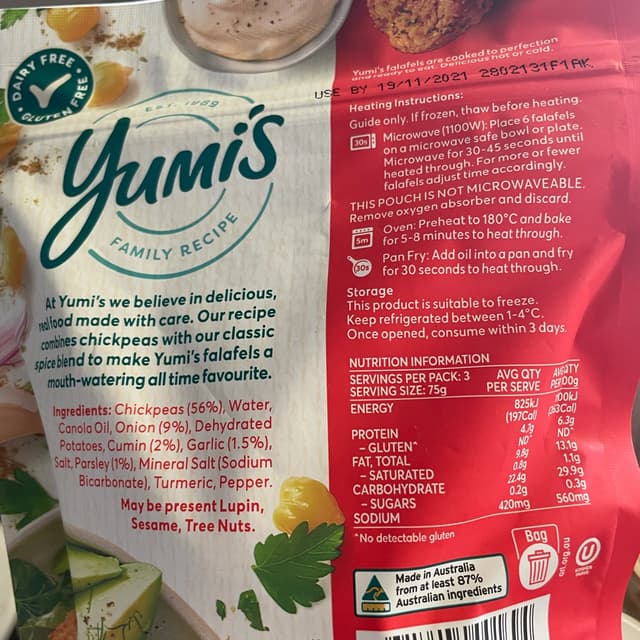 DAIRY FREE
GLUTEN FREE
EST. 1989
Yumi's
FAMILY RECIPE
At Yumi's we believe in delicious,
real food made with care. Our recipe
combines chickpeas with our classic
spice blend to make Yumi's falafels a
mouth-watering all time favourite.
Ingredients: Chickpeas (56%), Water,
Canola Oil, Onion (9%), Dehydrated
Potatoes, Cumin (2%), Garlic (1.5%),
Salt, Parsley (1%), Mineral Salt (Sodium
Bicarbonate), Turmeric, Pepper.
May be present Lupin,
Sesame, Tree Nuts.
Yumi's falafels are cooked to perfection
and ready to eat. Delicious hot or cold.
USE BY 19/11/2021 2802131F1AK
Heating Instructions:
Guide only. If frozen, thaw before heating.
30s
Microwave (1100W): Place 6 falafels
on a microwave safe bowl or plate.
Microwave for 30-45 seconds until
heated through. For more or fewer
falafels adjust time accordingly.
THIS POUCH IS NOT MICROWAVEABLE.
Remove oxygen absorber and discard.
5m
Oven: Preheat to 180°C and bake
for 5-8 minutes to heat through.
30s
Pan Fry: Add oil into a pan and fry
for 30 seconds to heat through.
Storage
This product is suitable to freeze.
Keep refrigerated between 1-4°C.
Once opened, consume within 3 days.
NUTRITION INFORMATION
SERVINGS PER PACK: 3
SERVING SIZE: 75g
AVG QTY
PER SERVE
AVG QTY
PER 100g
ENERGY 825kJ
(197Cal) (263Cal)
PROTEIN 4.7g 6.3g
– GLUTEN^ ND^ ND^
FAT, TOTAL 9.8g 13.1g
– SATURATED 0.8g 1.1g
CARBOHYDRATE 22.4g 29.9g
– SUGARS 0.2g 0.3g
SODIUM 420mg 560mg
^No detectable gluten
Made in Australia
from at least 87%
Australian ingredients
Bag
arl.org.au